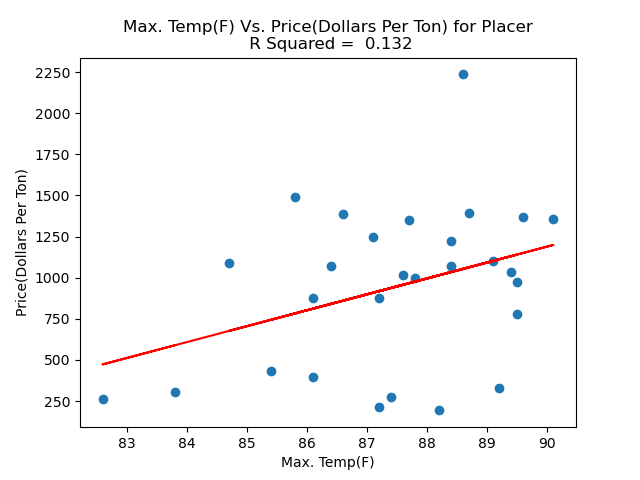 Max. Temp(F) Vs. Price(Dollars Per Ton) for Placer
R Squared =  0.132
2250
2000
1750
1500
1250
1000
750
500
250
Price(Dollars Per Ton)
83 84 85 86 87 88 89 90
Max. Temp(F)